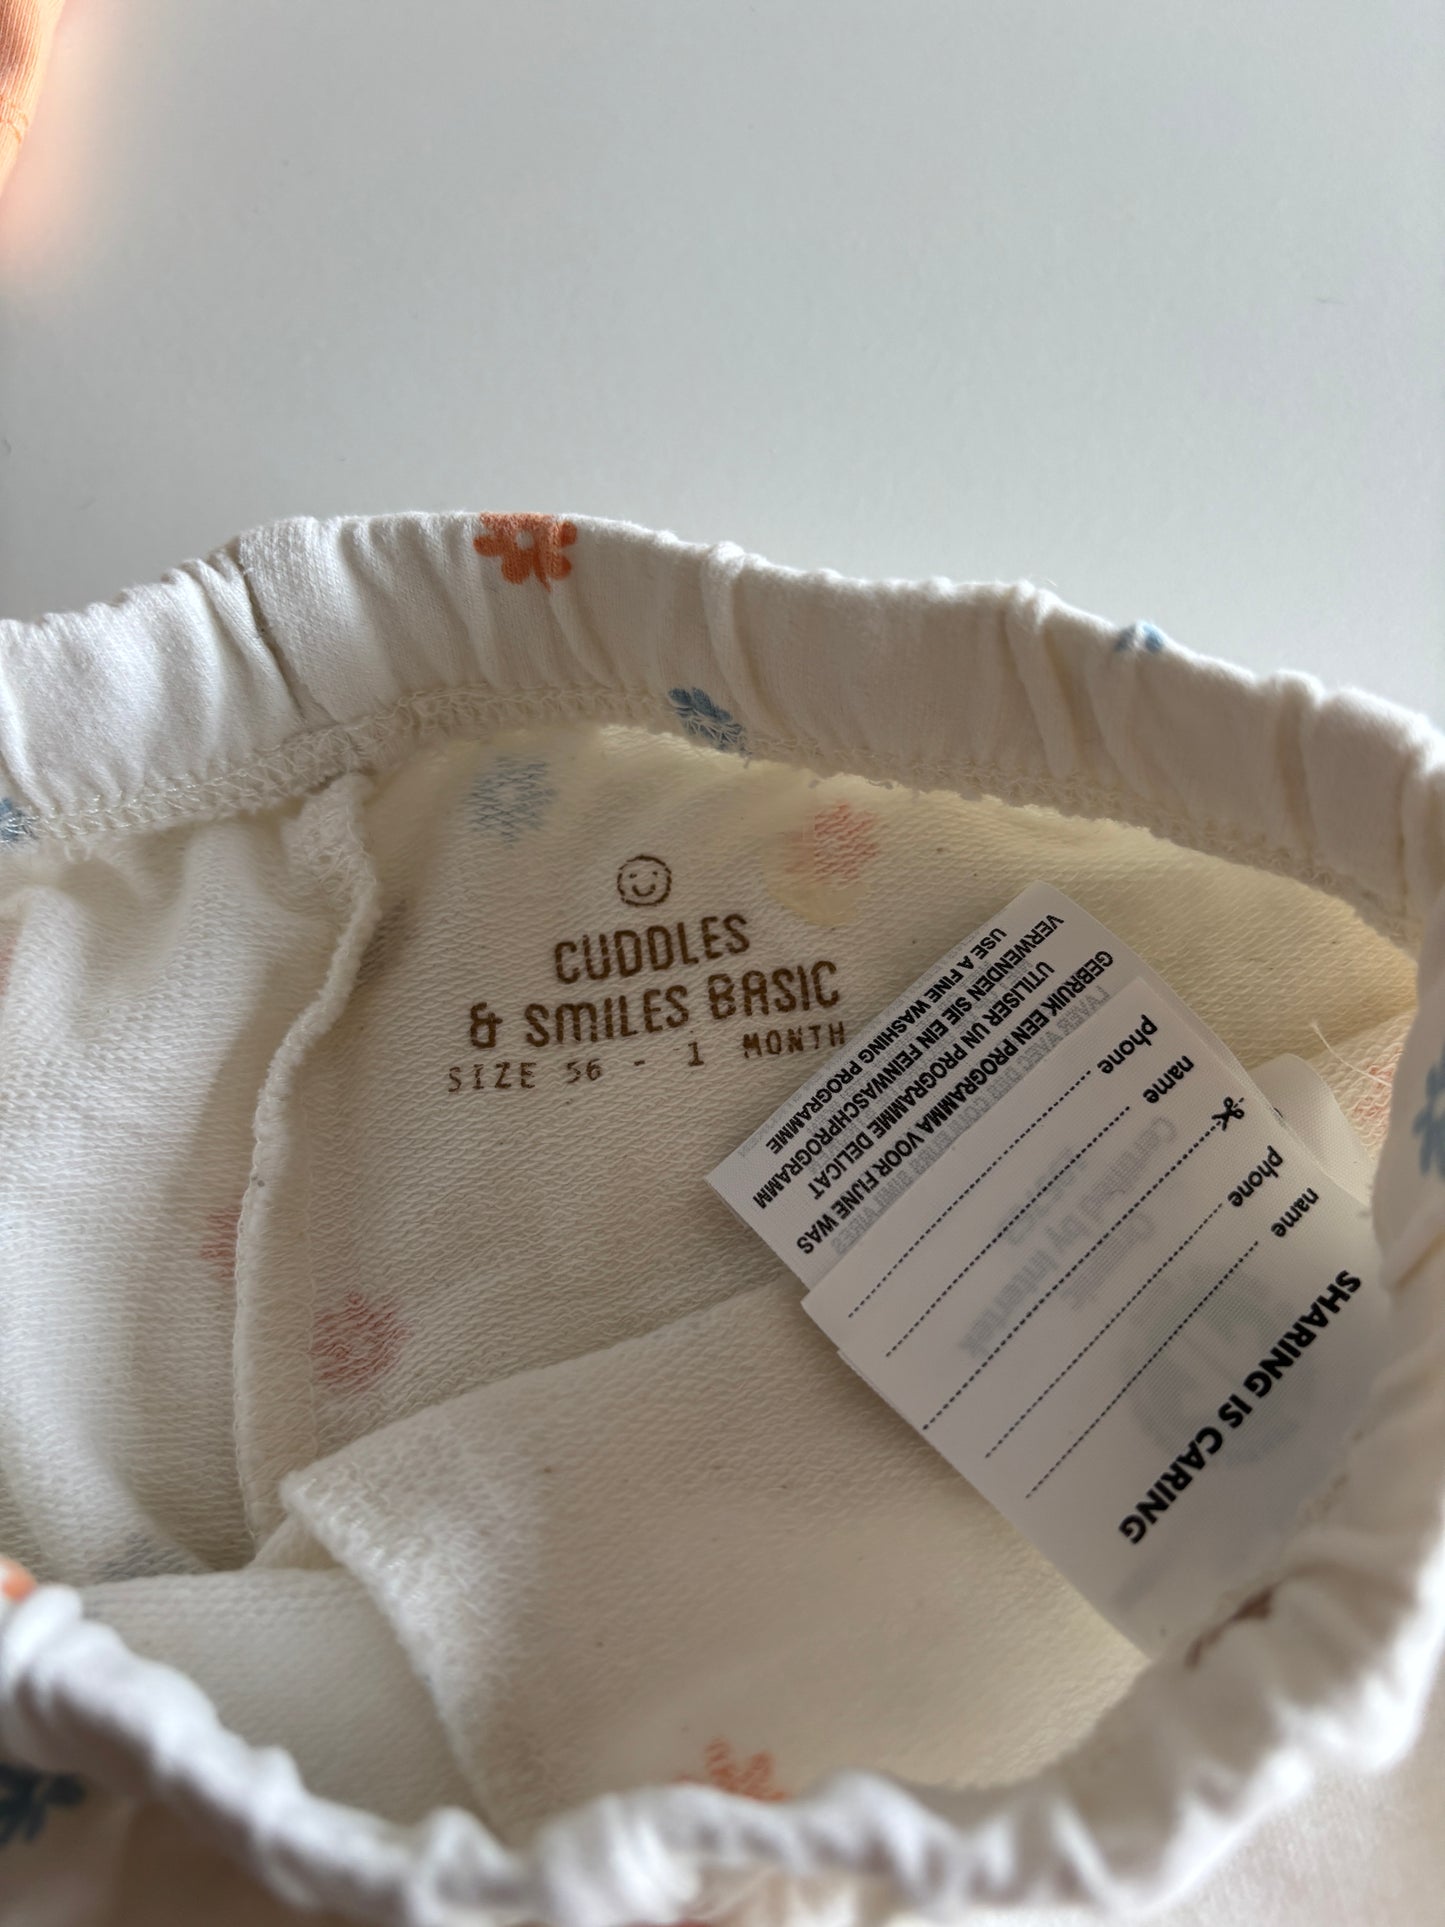 CUDDLES
& SMILES BASIC
SIZE 56 - 1 MONTH
USE A FINE WASHING PROGRAMME
VERWENDEN SIE EIN FEINWASCHPROGRAMM
UTILISER UN PROGRAMME DELICAT
GEBRUIK EEN PROGRAMMA VOOR FIJNE WAS
SHARING IS CARING
name
phone
name
phone